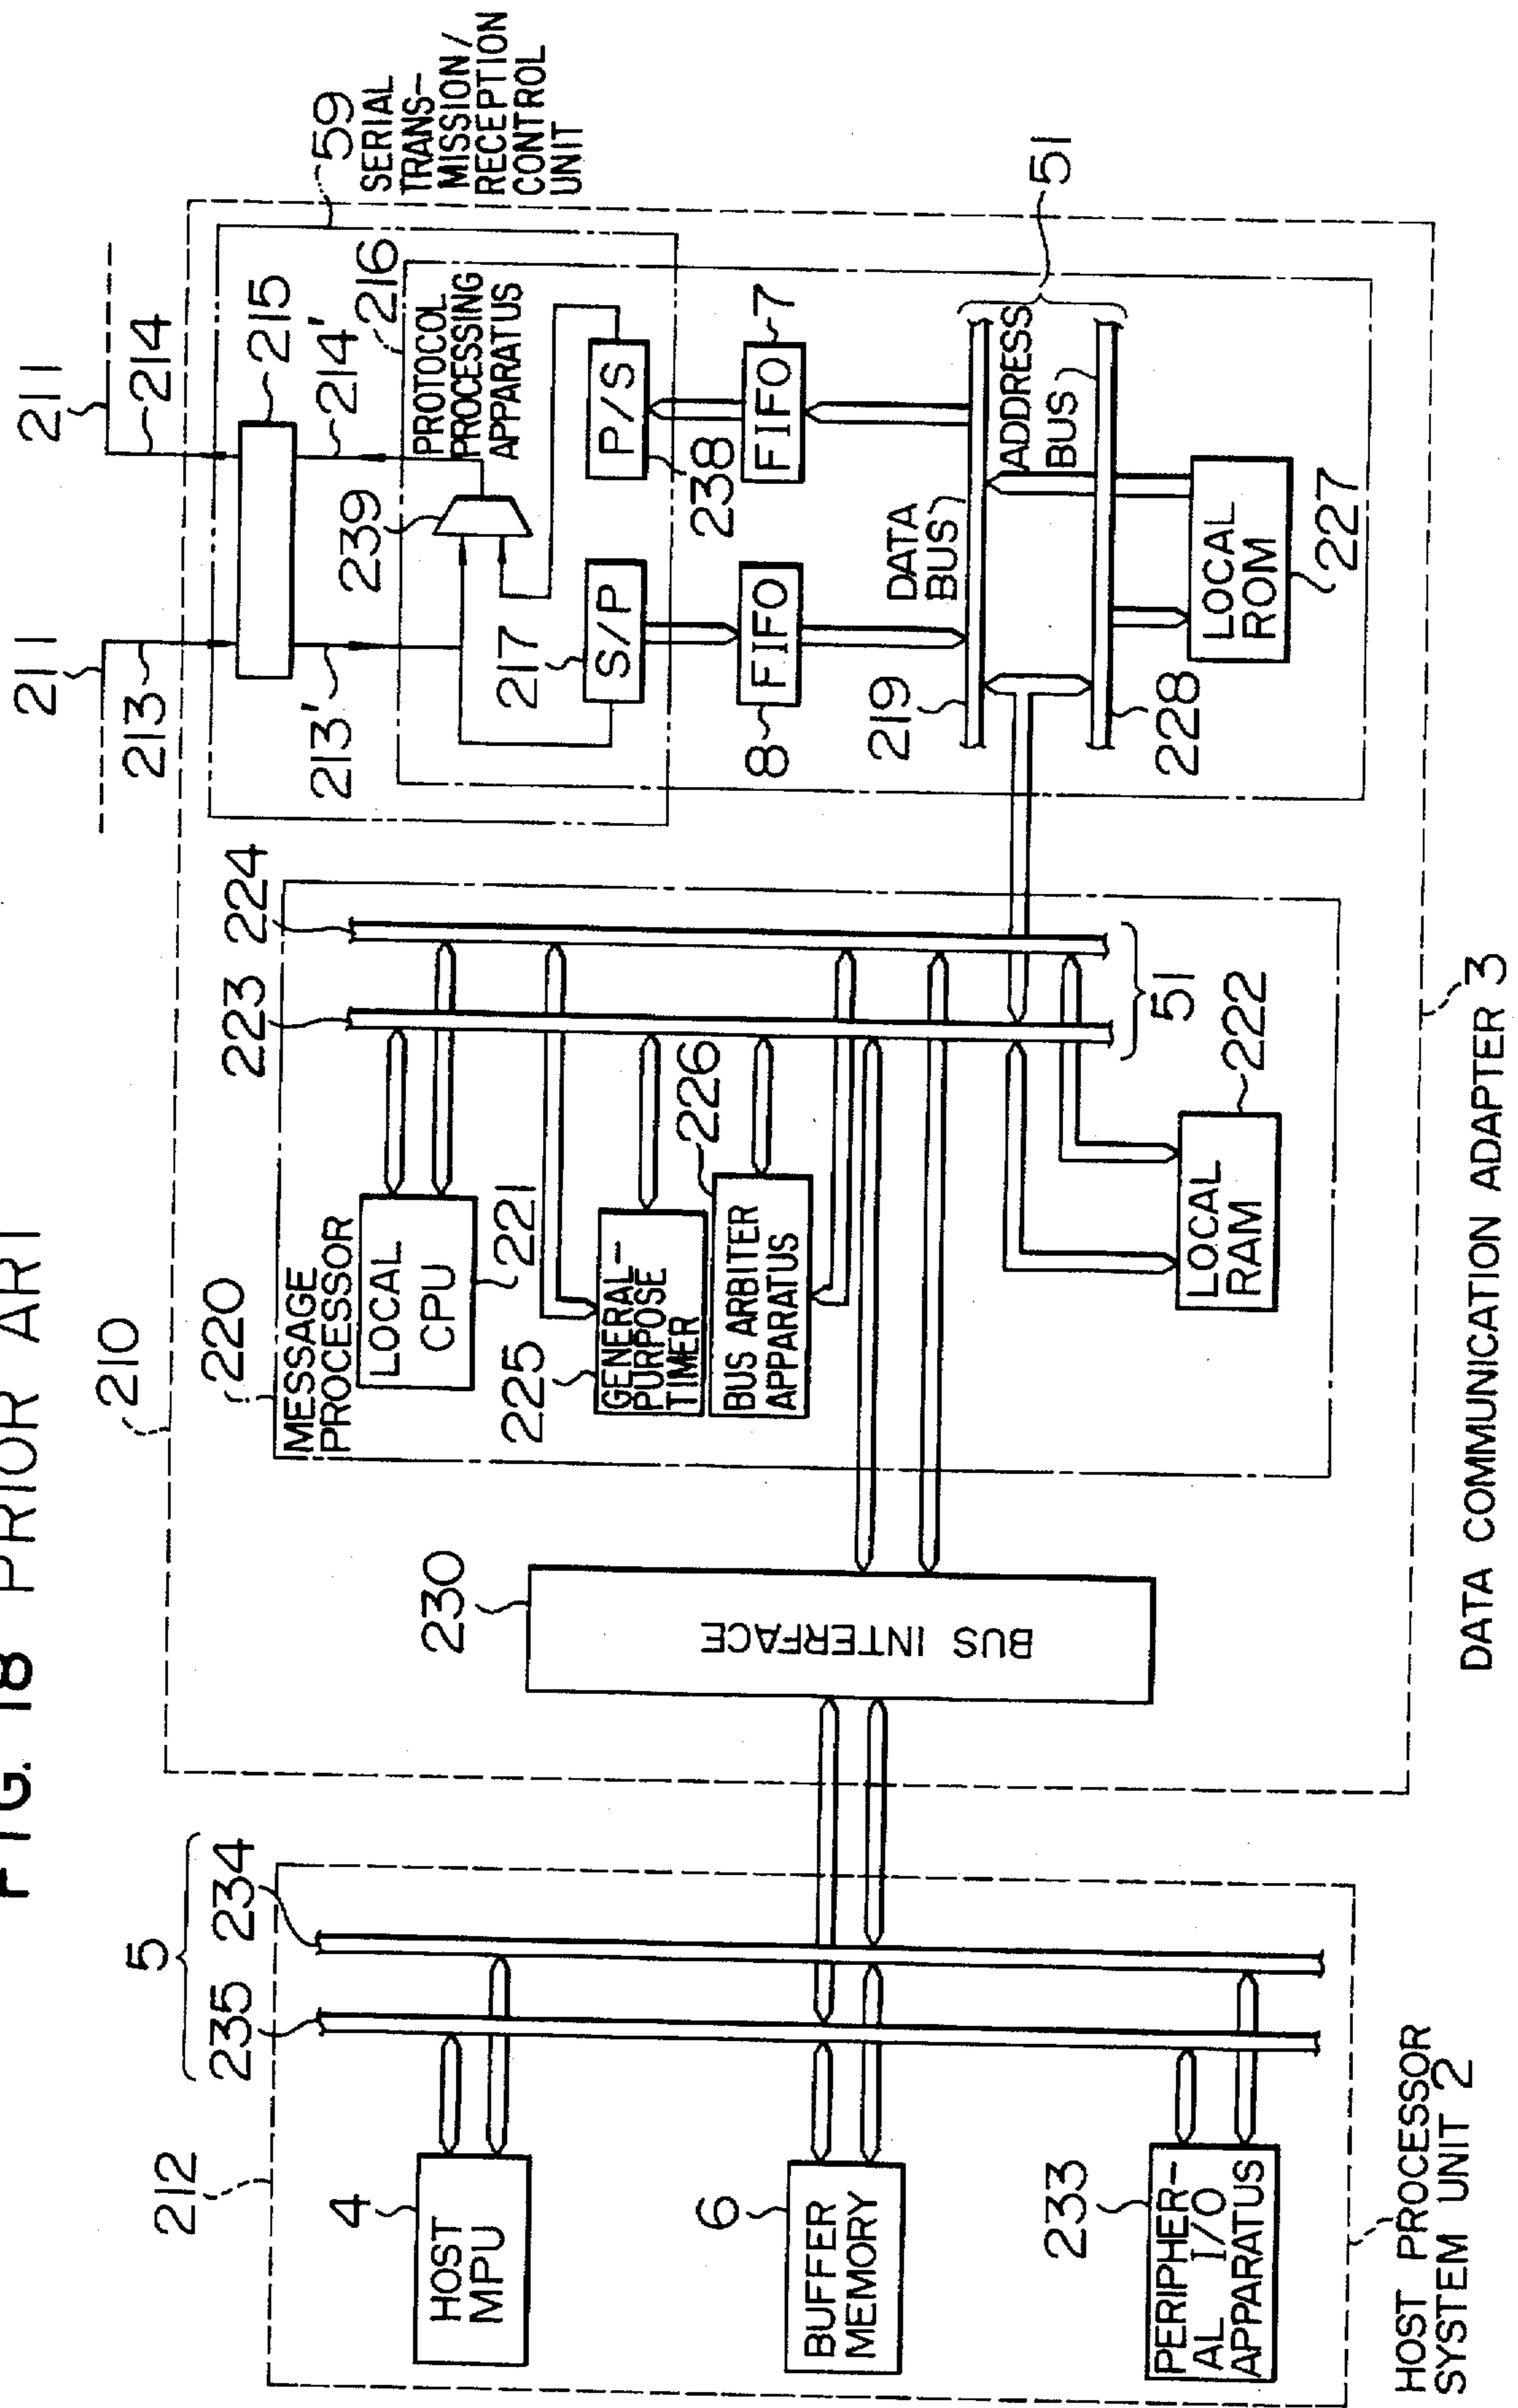 FIG. 18 PRIOR ART
5
235
234
212
4
HOST
MPU
6
BUFFER
MEMORY
233
PERIPHER-
AL I/O
APPARATUS
HOST PROCESSOR
SYSTEM UNIT 2
210
230
BUS INTERFACE
220
MESSAGE
PROCESSOR
LOCAL
CPU
221
223
224
225
GENERAL-
PURPOSE
TIMER
226
BUS ARBITER
APPARATUS
51
LOCAL
RAM
222
DATA COMMUNICATION ADAPTER 3
211
211
213
214
215
213'
214'
59
SERIAL
TRANS-
MISSION/
RECEPTION
CONTROL
UNIT
216
PROTOCOL
PROCESSING
APPARATUS
239
217
S/P
P/S
238
8
FIFO
FIFO
7
219
DATA
BUS
ADDRESS
BUS
51
228
LOCAL
ROM
227